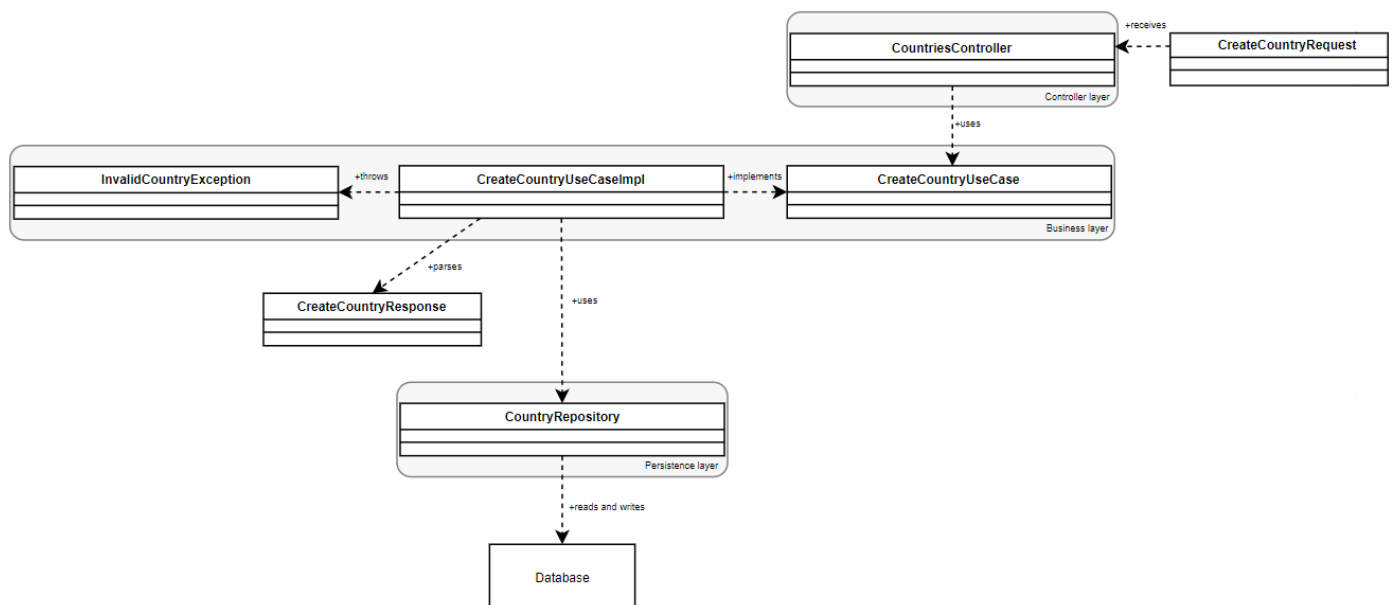 +receives
CountriesController
CreateCountryRequest
Controller layer
+uses
InvalidCountryException
+throws
CreateCountryUseCaseImpl
+implements
CreateCountryUseCase
Business layer
+parses
CreateCountryResponse
+uses
CountryRepository
Persistence layer
+reads and writes
Database